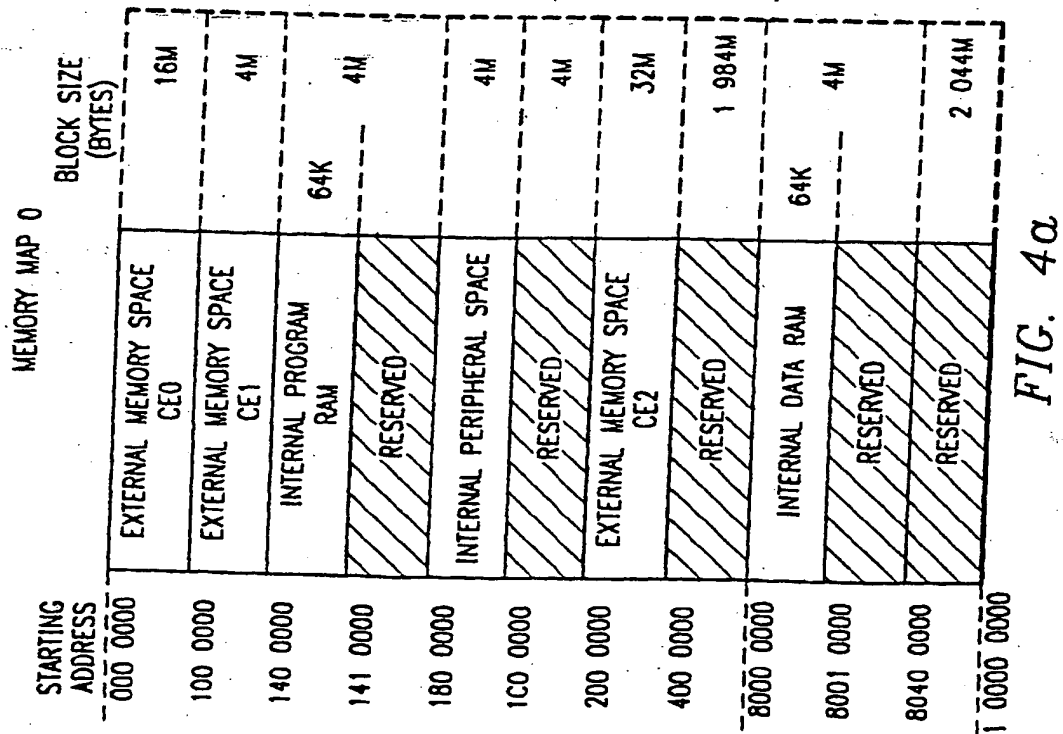 MEMORY MAP 0
STARTING
ADDRESS
BLOCK SIZE
(BYTES)
000 0000
EXTERNAL MEMORY SPACE
CE0
16M
100 0000
EXTERNAL MEMORY SPACE
CE1
4M
140 0000
INTERNAL PROGRAM
RAM
64K
4M
141 0000
RESERVED
180 0000
INTERNAL PERIPHERAL SPACE
4M
1C0 0000
RESERVED
4M
200 0000
EXTERNAL MEMORY SPACE
CE2
32M
400 0000
RESERVED
1 984M
8000 0000
INTERNAL DATA RAM
64K
4M
8001 0000
RESERVED
8040 0000
RESERVED
2 044M
1 0000 0000
FIG. 4a